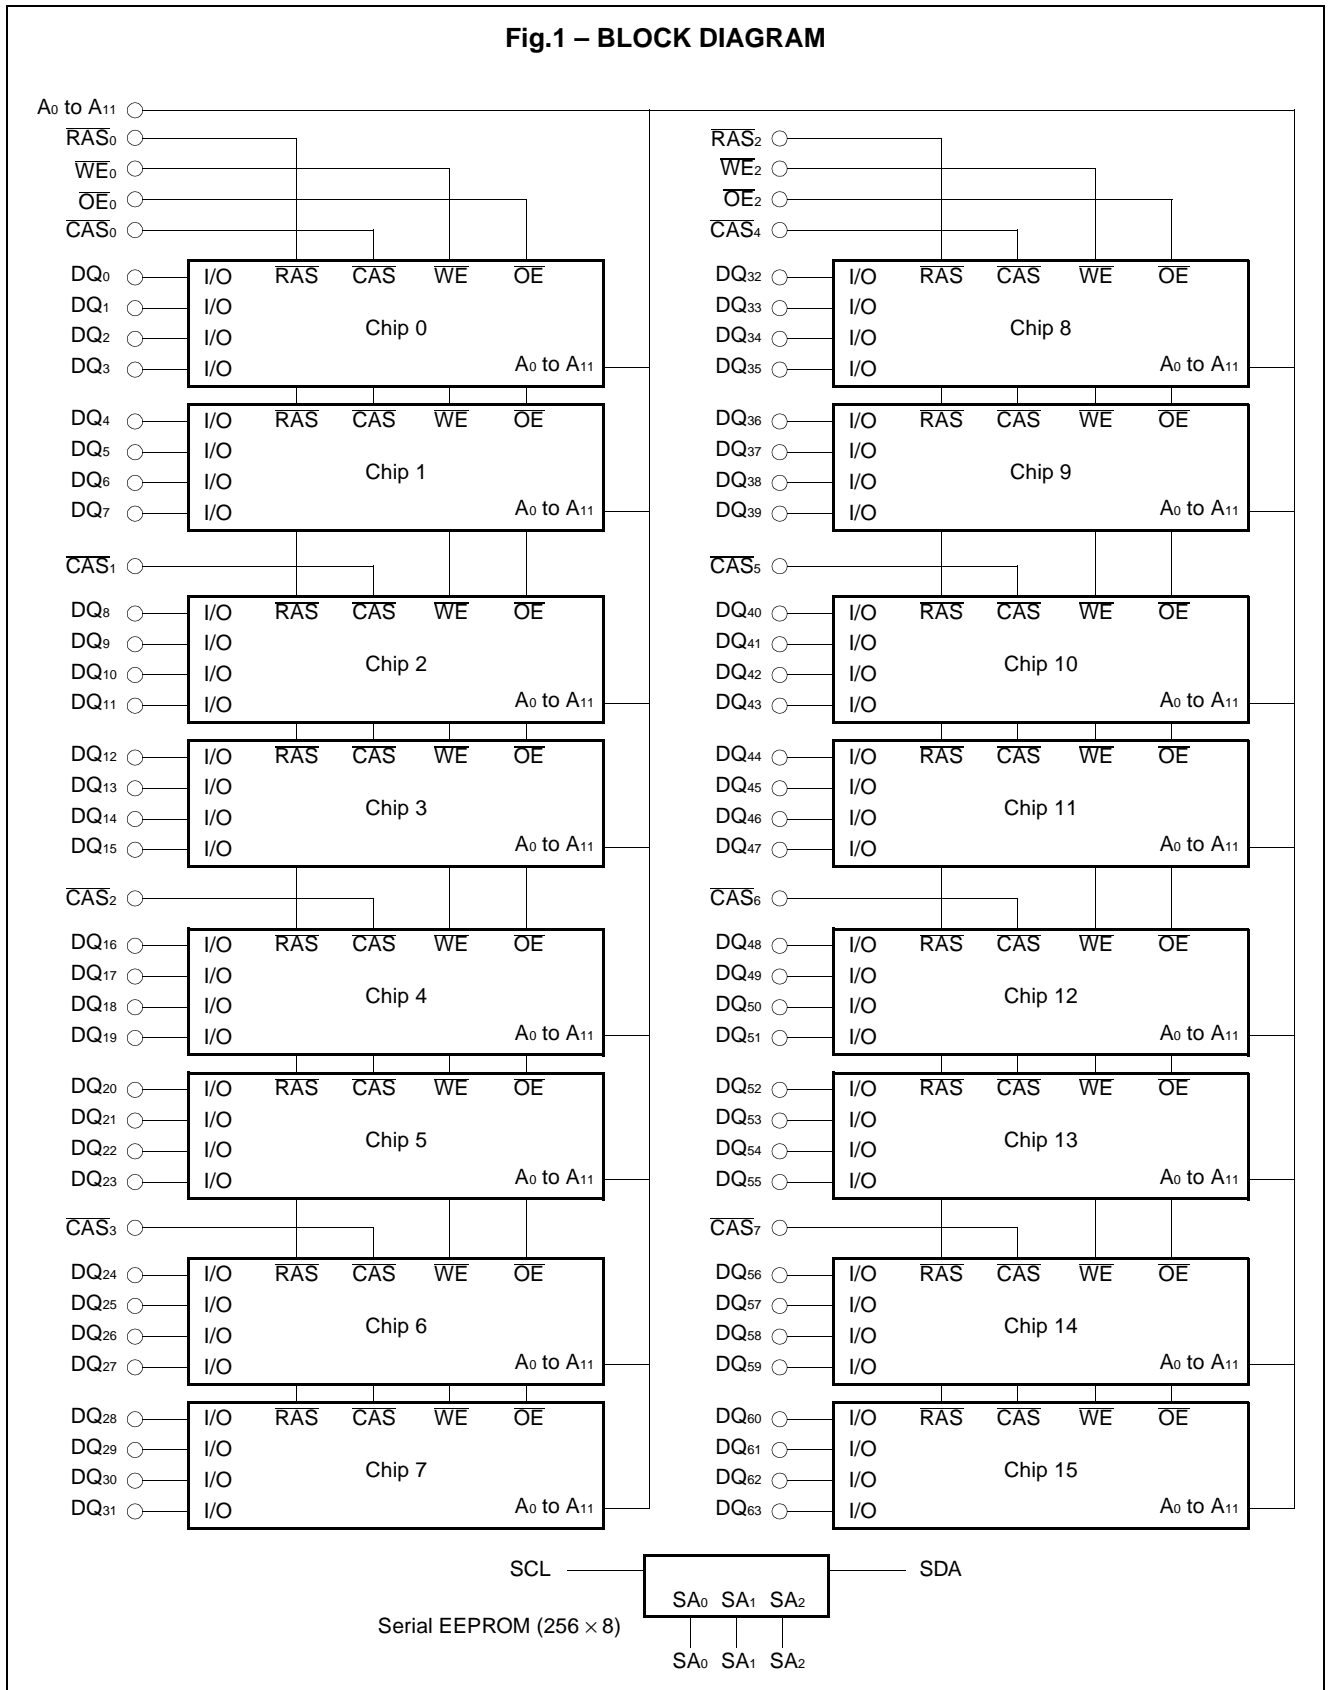 Fig.1 – BLOCK DIAGRAM
A0 to A11
RAS0
WE0
OE0
CAS0
DQ0 I/O RAS CAS WE OE
DQ1 I/O
Chip 0
DQ2 I/O
DQ3 I/O A0 to A11
DQ4 I/O RAS CAS WE OE
DQ5 I/O
Chip 1
DQ6 I/O
DQ7 I/O A0 to A11
CAS1
DQ8 I/O RAS CAS WE OE
DQ9 I/O
Chip 2
DQ10 I/O
DQ11 I/O A0 to A11
DQ12 I/O RAS CAS WE OE
DQ13 I/O
Chip 3
DQ14 I/O
DQ15 I/O A0 to A11
CAS2
DQ16 I/O RAS CAS WE OE
DQ17 I/O
Chip 4
DQ18 I/O
DQ19 I/O A0 to A11
DQ20 I/O RAS CAS WE OE
DQ21 I/O
Chip 5
DQ22 I/O
DQ23 I/O A0 to A11
CAS3
DQ24 I/O RAS CAS WE OE
DQ25 I/O
Chip 6
DQ26 I/O
DQ27 I/O A0 to A11
DQ28 I/O RAS CAS WE OE
DQ29 I/O
Chip 7
DQ30 I/O
DQ31 I/O A0 to A11
RAS2
WE2
OE2
CAS4
DQ32 I/O RAS CAS WE OE
DQ33 I/O
Chip 8
DQ34 I/O
DQ35 I/O A0 to A11
DQ36 I/O RAS CAS WE OE
DQ37 I/O
Chip 9
DQ38 I/O
DQ39 I/O A0 to A11
CAS5
DQ40 I/O RAS CAS WE OE
DQ41 I/O
Chip 10
DQ42 I/O
DQ43 I/O A0 to A11
DQ44 I/O RAS CAS WE OE
DQ45 I/O
Chip 11
DQ46 I/O
DQ47 I/O A0 to A11
CAS6
DQ48 I/O RAS CAS WE OE
DQ49 I/O
Chip 12
DQ50 I/O
DQ51 I/O A0 to A11
DQ52 I/O RAS CAS WE OE
DQ53 I/O
Chip 13
DQ54 I/O
DQ55 I/O A0 to A11
CAS7
DQ56 I/O RAS CAS WE OE
DQ57 I/O
Chip 14
DQ58 I/O
DQ59 I/O A0 to A11
DQ60 I/O RAS CAS WE OE
DQ61 I/O
Chip 15
DQ62 I/O
DQ63 I/O A0 to A11
SCL SDA
SA0 SA1 SA2
Serial EEPROM (256 × 8)
SA0 SA1 SA2